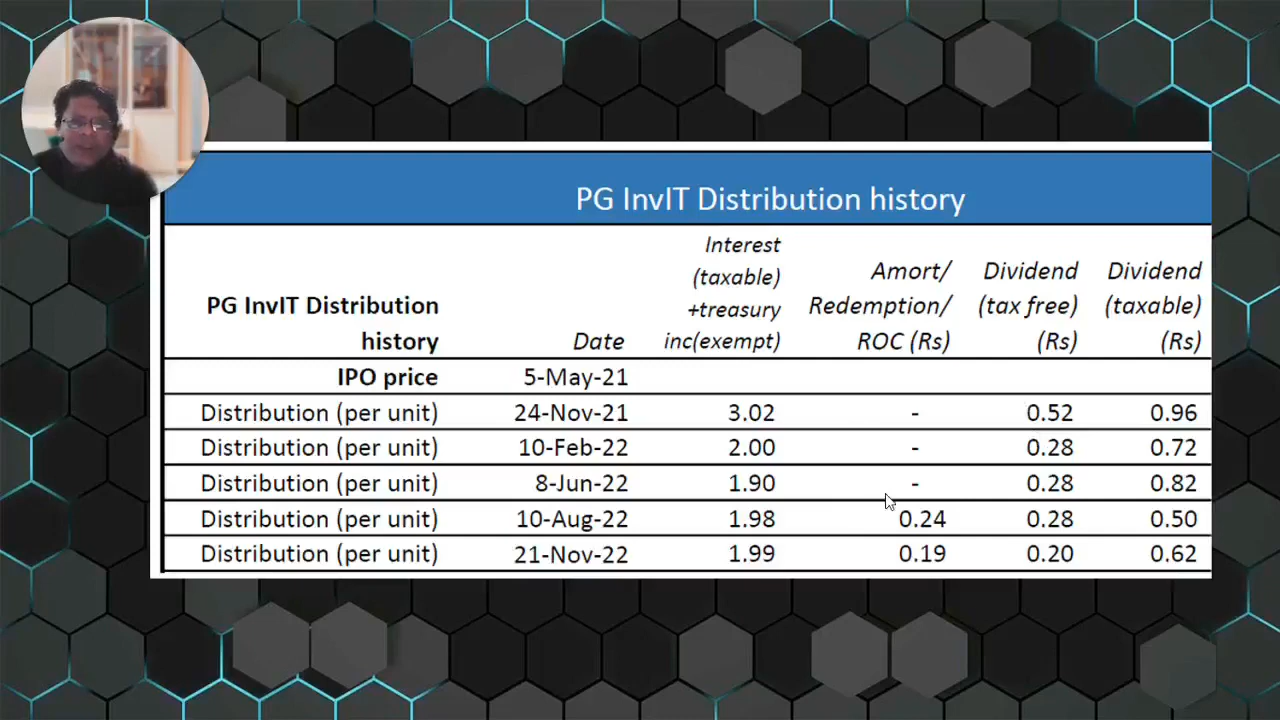 PG InvIT Distribution history
PG InvIT Distribution history Date Interest (taxable) +treasury inc(exempt) Amort/ Redemption/ ROC (Rs) Dividend (tax free) (Rs) Dividend (taxable) (Rs)
IPO price 5-May-21
Distribution (per unit) 24-Nov-21 3.02 - 0.52 0.96
Distribution (per unit) 10-Feb-22 2.00 - 0.28 0.72
Distribution (per unit) 8-Jun-22 1.90 - 0.28 0.82
Distribution (per unit) 10-Aug-22 1.98 0.24 0.28 0.50
Distribution (per unit) 21-Nov-22 1.99 0.19 0.20 0.62